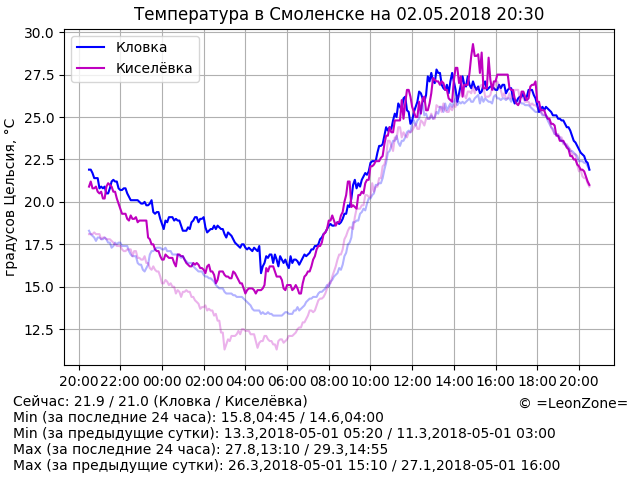 Температура в Смоленске на 02.05.2018 20:30
градусов Цельсия, °C
30.0
27.5
25.0
22.5
20.0
17.5
15.0
12.5
Кловка
Киселёвка
20:00 22:00 00:00 02:00 04:00 06:00 08:00 10:00 12:00 14:00 16:00 18:00 20:00
Сейчас: 21.9 / 21.0 (Кловка / Киселёвка)
© =LeonZone=
Min (за последние 24 часа): 15.8,04:45 / 14.6,04:00
Min (за предыдущие сутки): 13.3,2018-05-01 05:20 / 11.3,2018-05-01 03:00
Max (за последние 24 часа): 27.8,13:10 / 29.3,14:55
Max (за предыдущие сутки): 26.3,2018-05-01 15:10 / 27.1,2018-05-01 16:00